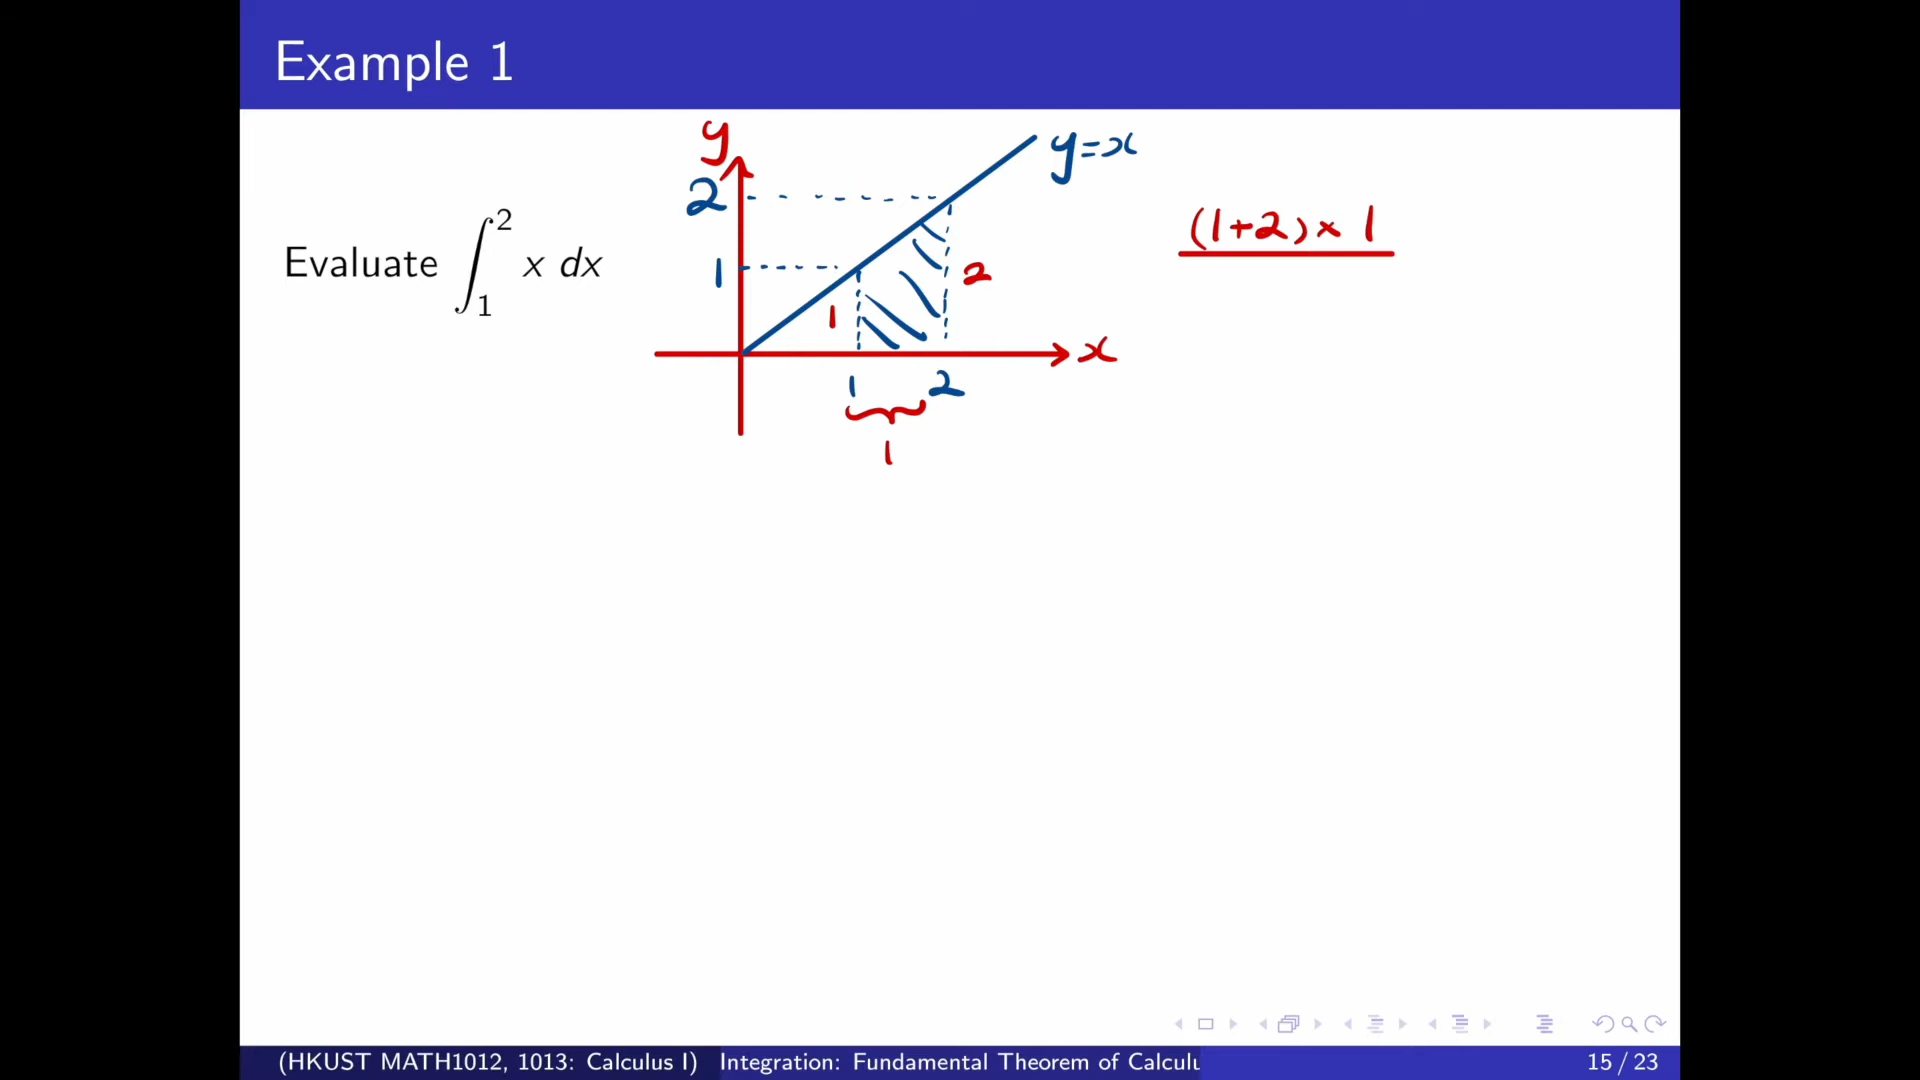 Example 1
y
y=x
2
(1+2)× 1
Evaluate ∫₁² x dx
1
2
1
x
1 2
1
(HKUST MATH1012, 1013: Calculus I) Integration: Fundamental Theorem of Calculu 15 / 23